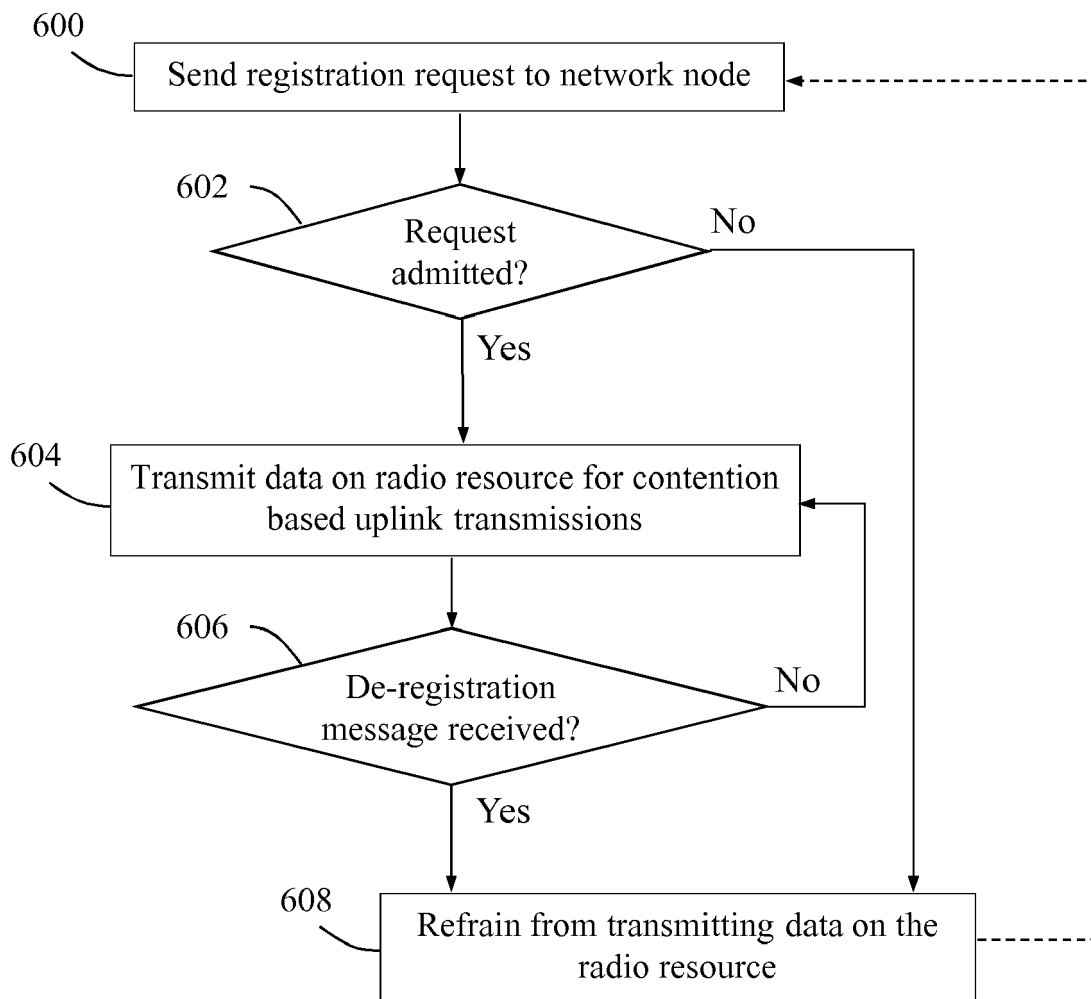 600
Send registration request to network node
602
No
Request
admitted?
Yes
604
Transmit data on radio resource for contention
based uplink transmissions
606
De-registration
message received?
No
Yes
608
Refrain from transmitting data on the
radio resource